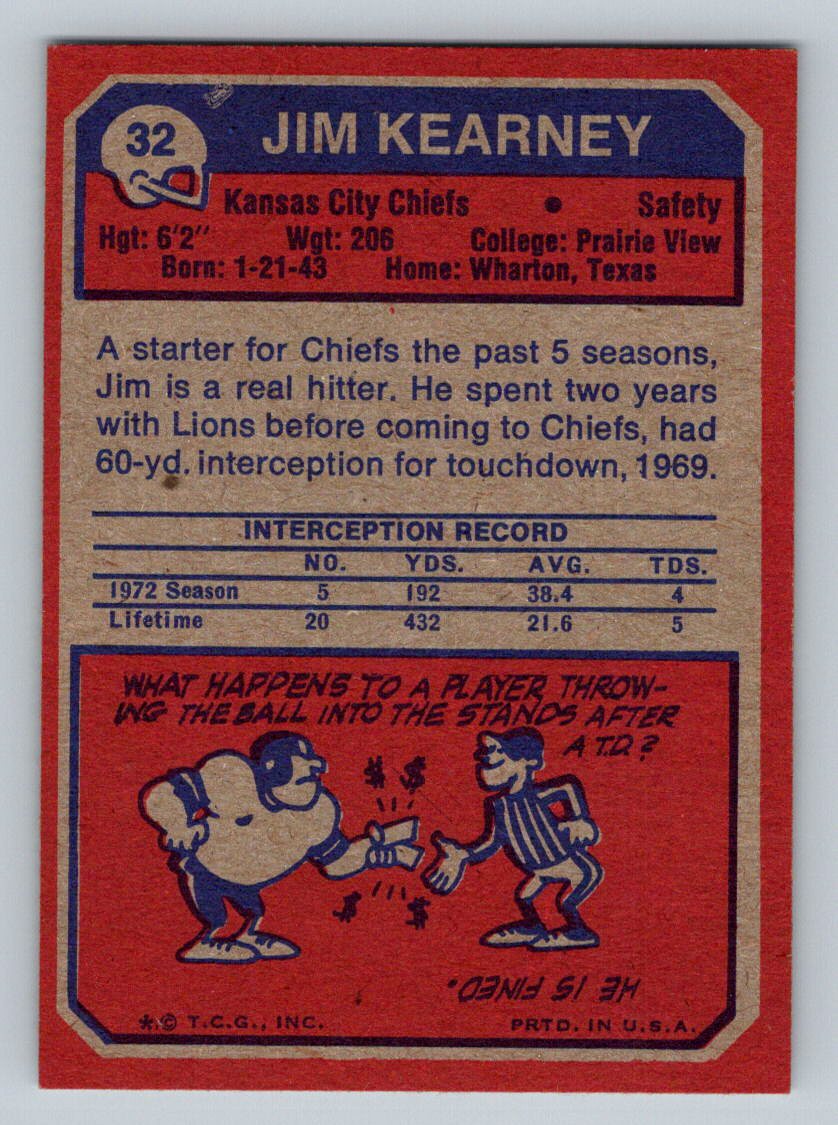 32
JIM KEARNEY
Kansas City Chiefs • Safety
Hgt: 6'2" Wgt: 206 College: Prairie View
Born: 1-21-43 Home: Wharton, Texas
A starter for Chiefs the past 5 seasons,
Jim is a real hitter. He spent two years
with Lions before coming to Chiefs, had
60-yd. interception for touchdown, 1969.
INTERCEPTION RECORD
NO. YDS. AVG. TDS.
1972 Season 5 192 38.4 4
Lifetime 20 432 21.6 5
WHAT HAPPENS TO A PLAYER THROW-
ING THE BALL INTO THE STANDS AFTER
A T.D.?
$ $
$ $
HE IS FINED.
*.© T.C.G., INC. PRTD. IN U.S.A.